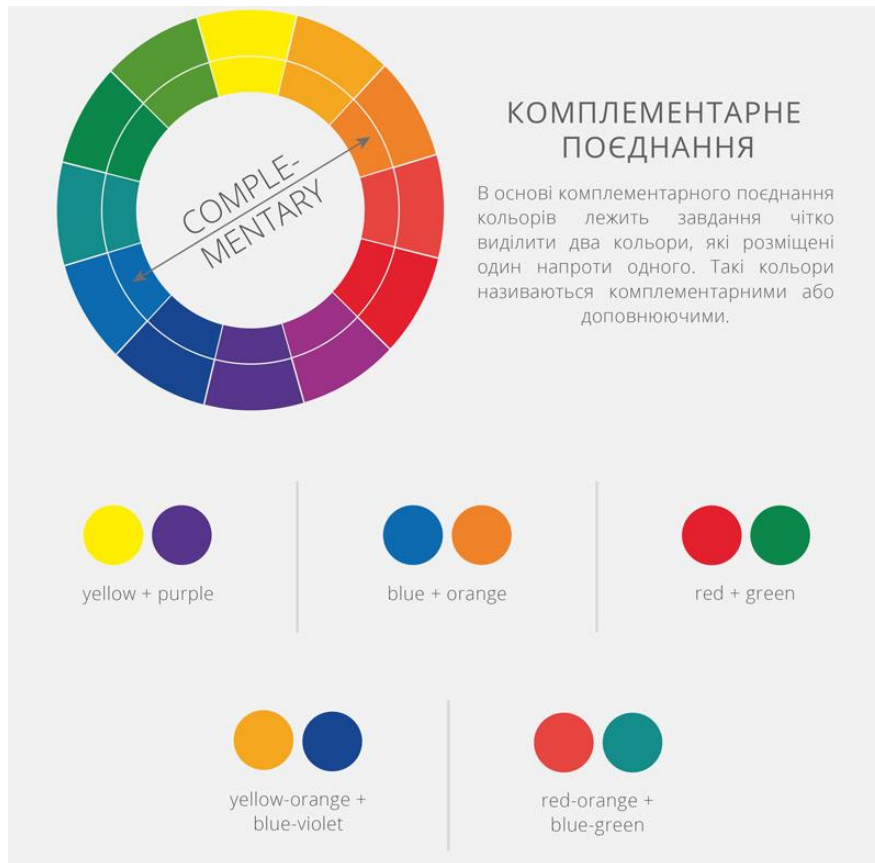 COMPLE-
MENTARY
КОМПЛЕМЕНТАРНЕ
ПОЄДНАННЯ
В основі комплементарного поєднання
кольорів лежить завдання чітко
виділити два кольори, які розміщені
один напроти одного. Такі кольори
називаються комплементарними або
доповнюючими.
yellow + purple
blue + orange
red + green
yellow-orange +
blue-violet
red-orange +
blue-green